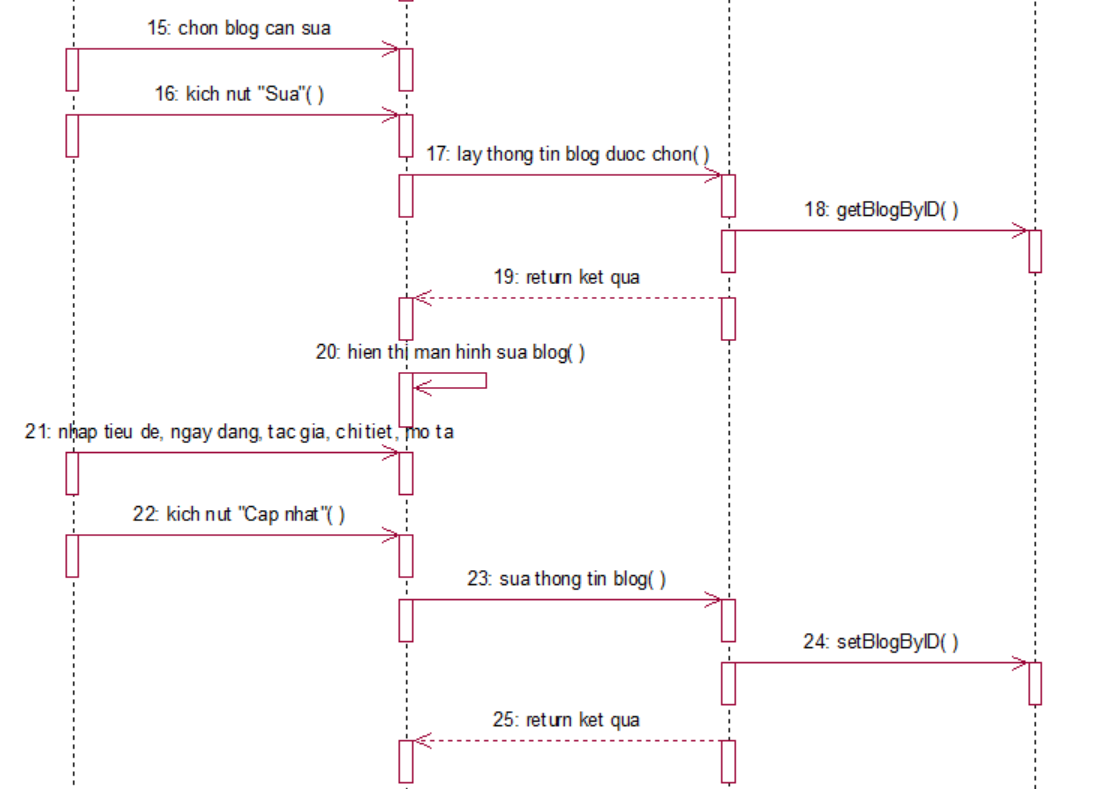 15: chon blog can sua
16: kich nut "Sua"( )
17: lay thong tin blog duoc chon( )
18: getBlogByID( )
19: return ket qua
20: hien thi man hinh sua blog( )
21: nhap tieu de, ngay dang, tac gia, chi tiet, mo ta
22: kich nut "Cap nhat"( )
23: sua thong tin blog( )
24: setBlogByID( )
25: return ket qua